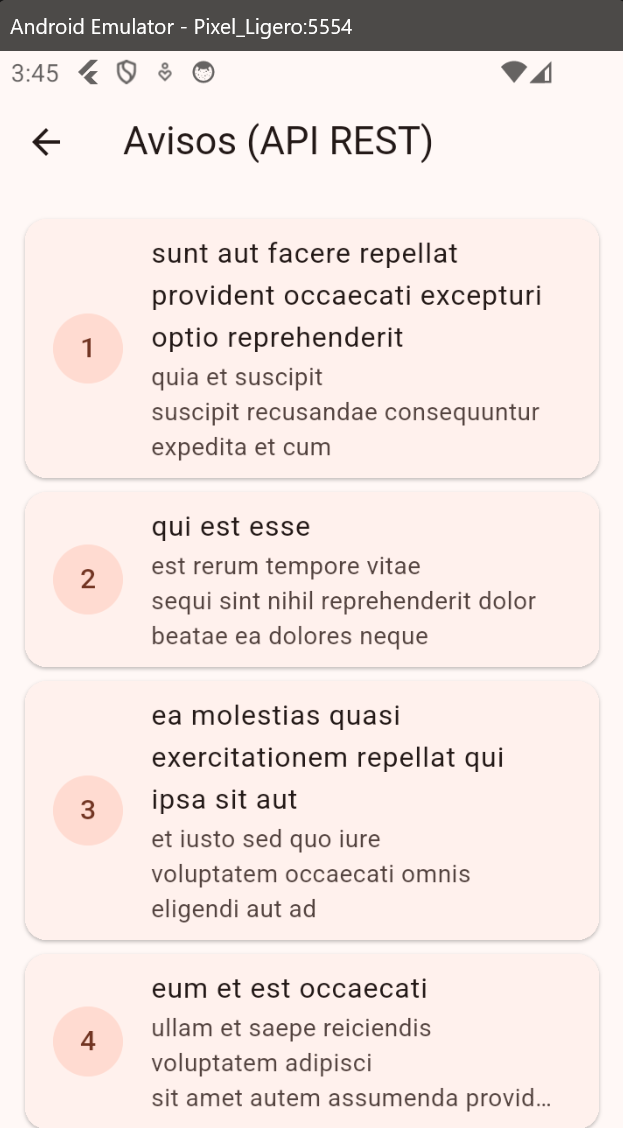 Android Emulator - Pixel_Ligero:5554
3:45
Avisos (API REST)
1
sunt aut facere repellat
provident occaecati excepturi
optio reprehenderit
quia et suscipit
suscipit recusandae consequuntur
expedita et cum
2
qui est esse
est rerum tempore vitae
sequi sint nihil reprehenderit dolor
beatae ea dolores neque
3
ea molestias quasi
exercitationem repellat qui
ipsa sit aut
et iusto sed quo iure
voluptatem occaecati omnis
eligendi aut ad
4
eum et est occaecati
ullam et saepe reiciendis
voluptatem adipisci
sit amet autem assumenda provid...